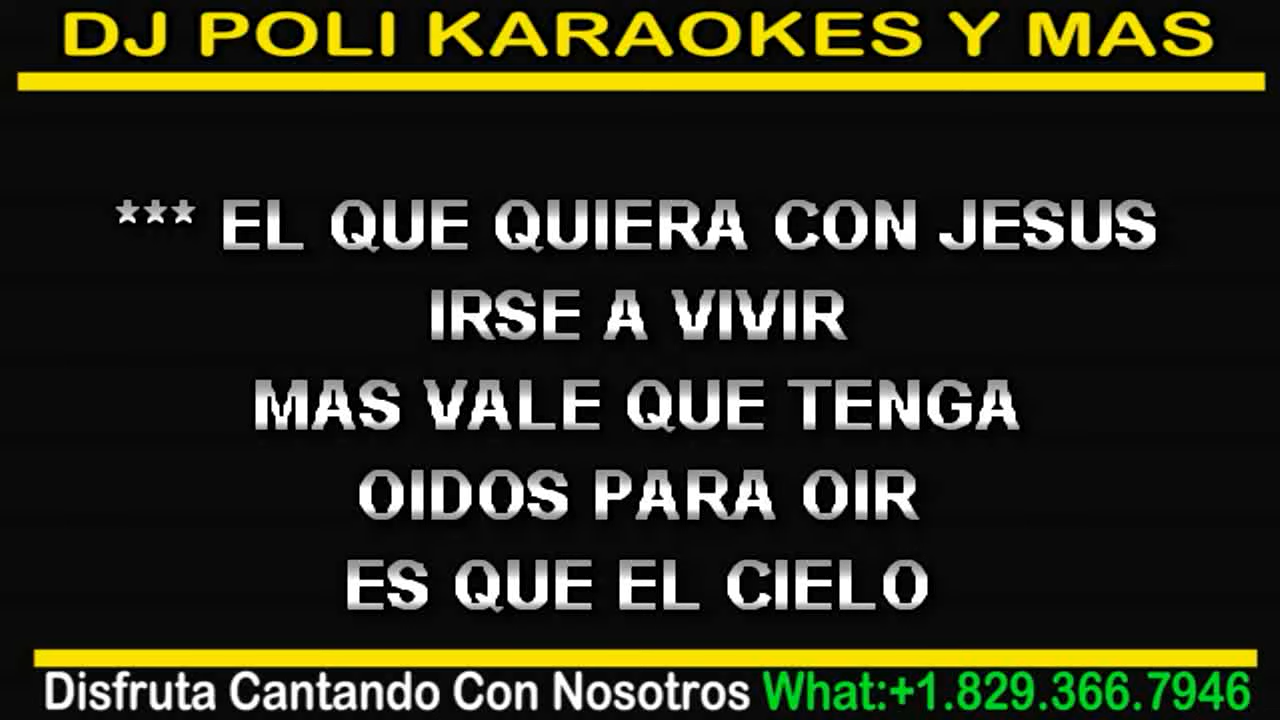 DJ POLI KARAOKES Y MAS
*** EL QUE QUIERA CON JESUS
IRSE A VIVIR
MAS VALE QUE TENGA
OIDOS PARA OIR
ES QUE EL CIELO
Disfruta Cantando Con Nosotros What:+1.829.366.7946